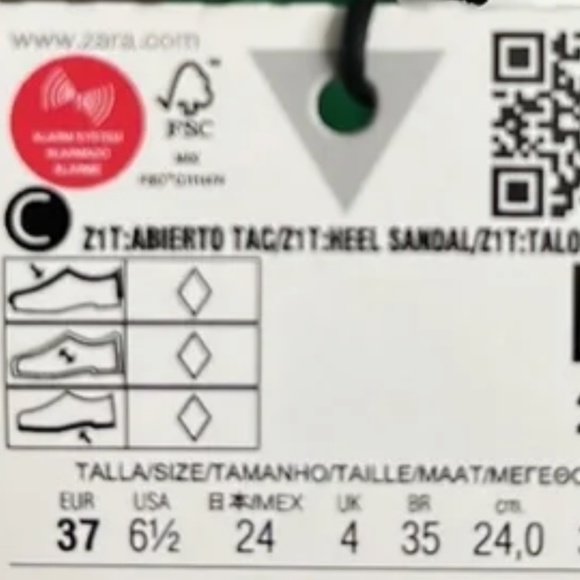 www.zara.com
ALARM SYSTEM
ALARMADO
ALARME
FSC
MIX
C
Z1T:ABIERTO TAC/Z1T:HEEL SANDAL/Z1T:TALO
TALLA/SIZE/TAMANHO/TAILLE/MAAT/ΜΕΓΕΘΟ
EUR USA 日本/MEX UK BR cm.
37 6½ 24 4 35 24,0